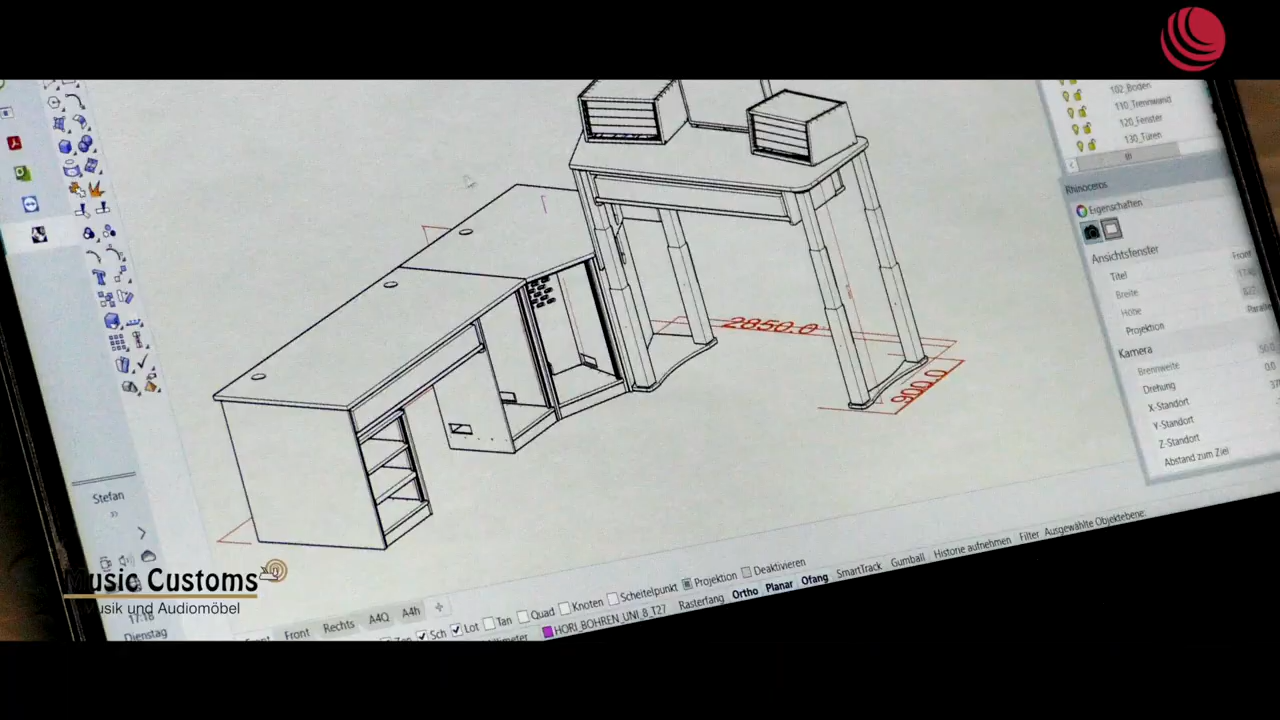 102_Boden
110_Trennwand
120_Fenster
130_Türen
Rhinoceros
Eigenschaften
Ansichtsfenster
Titel
Breite
Höhe
Projektion
Kamera
Brennweite
Drehung
X-Standort
Y-Standort
Z-Standort
Abstand zum Ziel
2850.0
900.0
Stefan
Music Customs
Musik und Audiomöbel
17:18
Dienstag
Front
Rechts
A4Q
A4h
Sch
Lot
Tan
Quad
Knoten
Scheitelpunkt
Projektion
Deaktivieren
HORI_BOHREN_UNI_8_T27
Rasterfang
Ortho
Planar
Ofang
SmartTrack
Gumball
Historie aufnehmen
Filter
Ausgewählte Objektebene: